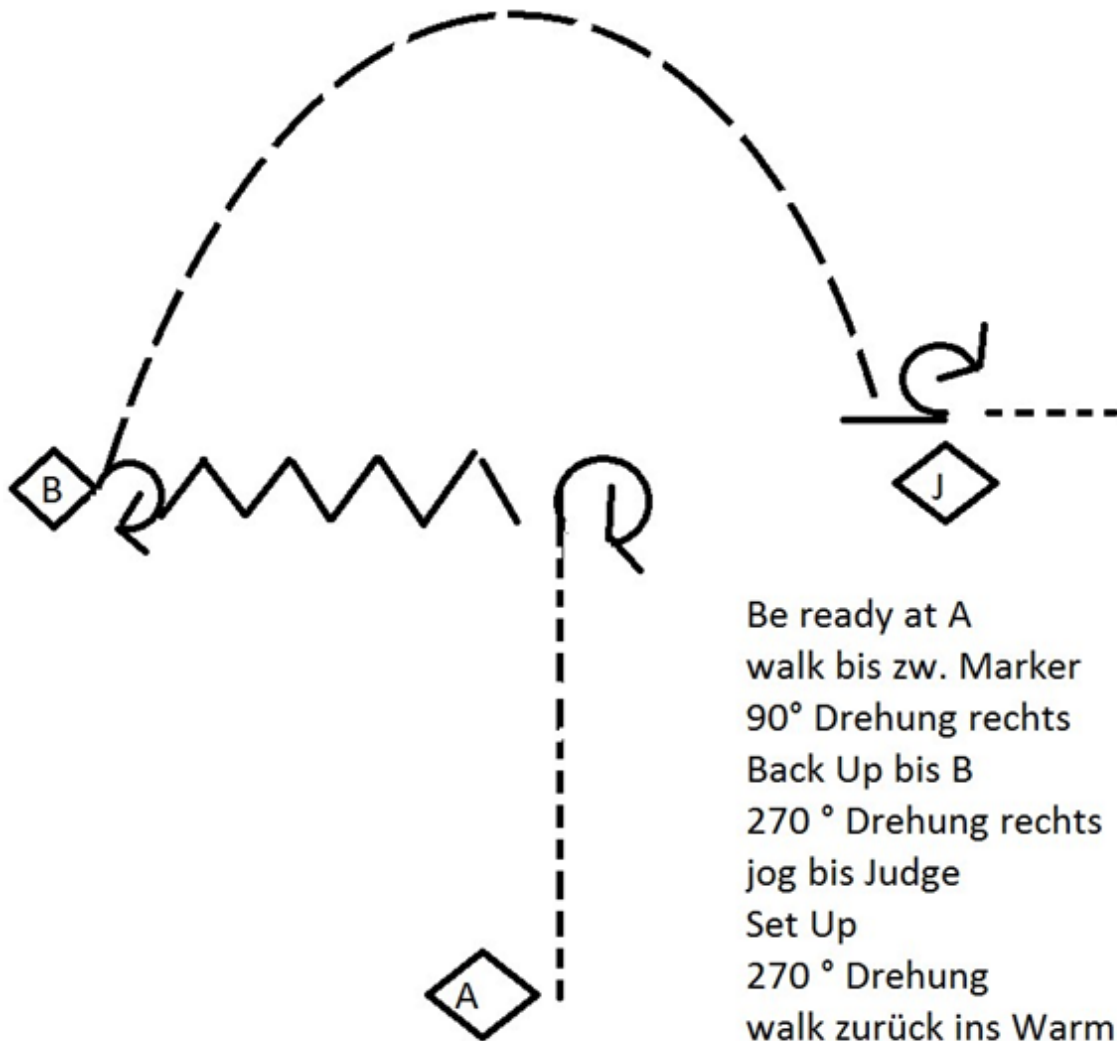 B
J
A
Be ready at A
walk bis zw. Marker
90° Drehung rechts
Back Up bis B
270 ° Drehung rechts
jog bis Judge
Set Up
270 ° Drehung
walk zurück ins Warm